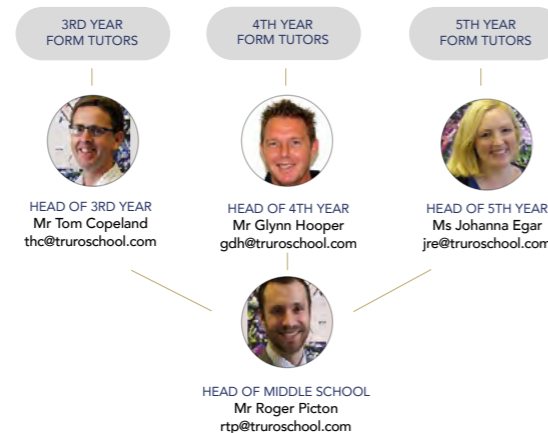 3RD YEAR
FORM TUTORS
4TH YEAR
FORM TUTORS
5TH YEAR
FORM TUTORS
HEAD OF 3RD YEAR
Mr Tom Copeland
thc@truroschool.com
HEAD OF 4TH YEAR
Mr Glynn Hooper
gdh@truroschool.com
HEAD OF 5TH YEAR
Ms Johanna Egar
jre@truroschool.com
HEAD OF MIDDLE SCHOOL
Mr Roger Picton
rtp@truroschool.com